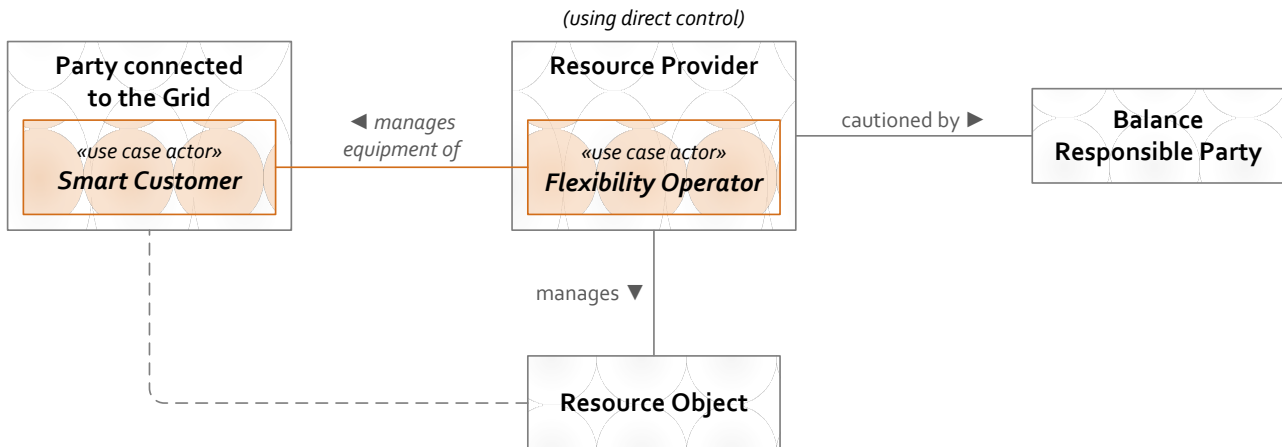 (using direct control)
Party connected
to the Grid
«use case actor»
Smart Customer
◄ manages
equipment of
Resource Provider
«use case actor»
Flexibility Operator
cautioned by ►
Balance
Responsible Party
manages ▼
Resource Object